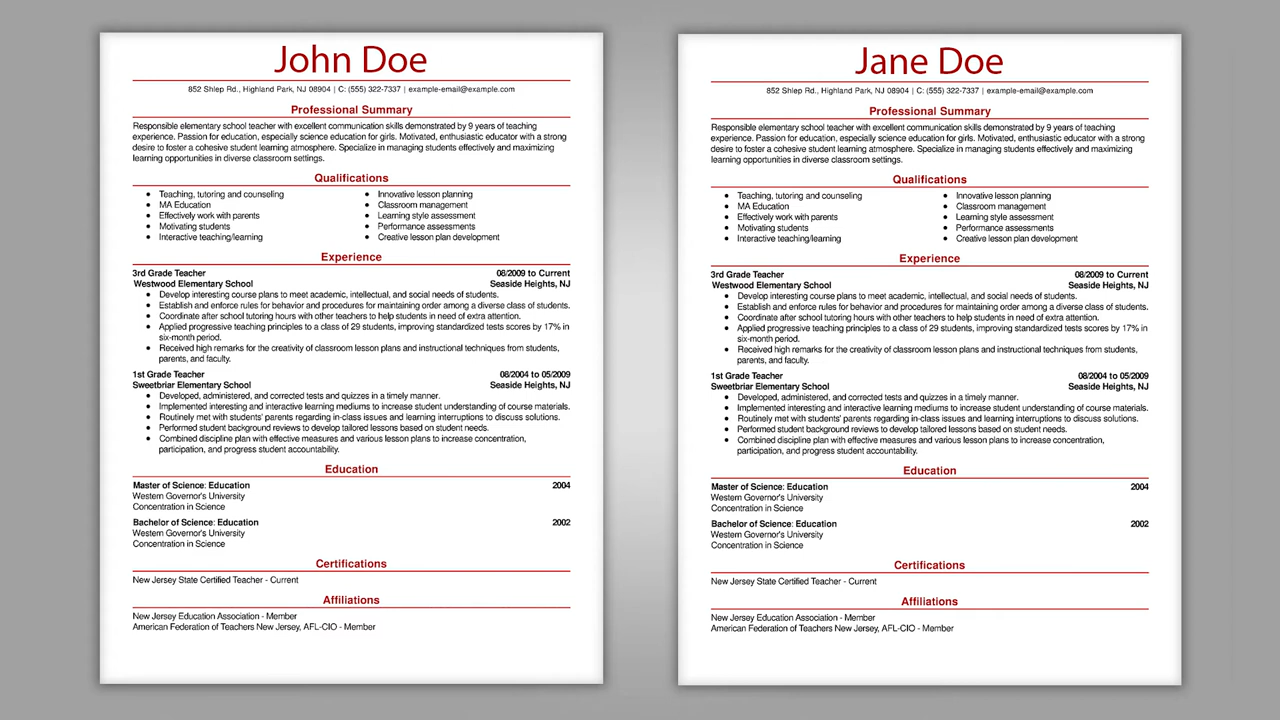 John Doe
852 Shlep Rd., Highland Park, NJ 08904 | C: (555) 322-7337 | example-email@example.com
Professional Summary
Responsible elementary school teacher with excellent communication skills demonstrated by 9 years of teaching
experience. Passion for education, especially science education for girls. Motivated, enthusiastic educator with a strong
desire to foster a cohesive student learning atmosphere. Specialize in managing students effectively and maximizing
learning opportunities in diverse classroom settings.
Qualifications
• Teaching, tutoring and counseling • Innovative lesson planning
• MA Education • Classroom management
• Effectively work with parents • Learning style assessment
• Motivating students • Performance assessments
• Interactive teaching/learning • Creative lesson plan development
Experience
3rd Grade Teacher 08/2009 to Current
Westwood Elementary School Seaside Heights, NJ
• Develop interesting course plans to meet academic, intellectual, and social needs of students.
• Establish and enforce rules for behavior and procedures for maintaining order among a diverse class of students.
• Coordinate after school tutoring hours with other teachers to help students in need of extra attention.
• Applied progressive teaching principles to a class of 29 students, improving standardized tests scores by 17% in
six-month period.
• Received high remarks for the creativity of classroom lesson plans and instructional techniques from students,
parents, and faculty.
1st Grade Teacher 08/2004 to 05/2009
Sweetbriar Elementary School Seaside Heights, NJ
• Developed, administered, and corrected tests and quizzes in a timely manner.
• Implemented interesting and interactive learning mediums to increase student understanding of course materials.
• Routinely met with students' parents regarding in-class issues and learning interruptions to discuss solutions.
• Performed student background reviews to develop tailored lessons based on student needs.
• Combined discipline plan with effective measures and various lesson plans to increase concentration,
participation, and progress student accountability.
Education
Master of Science: Education 2004
Western Governor's University
Concentration in Science
Bachelor of Science: Education 2002
Western Governor's University
Concentration in Science
Certifications
New Jersey State Certified Teacher - Current
Affiliations
New Jersey Education Association - Member
American Federation of Teachers New Jersey, AFL-CIO - Member
Jane Doe
852 Shlep Rd., Highland Park, NJ 08904 | C: (555) 322-7337 | example-email@example.com
Professional Summary
Responsible elementary school teacher with excellent communication skills demonstrated by 9 years of teaching
experience. Passion for education, especially science education for girls. Motivated, enthusiastic educator with a strong
desire to foster a cohesive student learning atmosphere. Specialize in managing students effectively and maximizing
learning opportunities in diverse classroom settings.
Qualifications
• Teaching, tutoring and counseling • Innovative lesson planning
• MA Education • Classroom management
• Effectively work with parents • Learning style assessment
• Motivating students • Performance assessments
• Interactive teaching/learning • Creative lesson plan development
Experience
3rd Grade Teacher 08/2009 to Current
Westwood Elementary School Seaside Heights, NJ
• Develop interesting course plans to meet academic, intellectual, and social needs of students.
• Establish and enforce rules for behavior and procedures for maintaining order among a diverse class of students.
• Coordinate after school tutoring hours with other teachers to help students in need of extra attention.
• Applied progressive teaching principles to a class of 29 students, improving standardized tests scores by 17% in
six-month period.
• Received high remarks for the creativity of classroom lesson plans and instructional techniques from students,
parents, and faculty.
1st Grade Teacher 08/2004 to 05/2009
Sweetbriar Elementary School Seaside Heights, NJ
• Developed, administered, and corrected tests and quizzes in a timely manner.
• Implemented interesting and interactive learning mediums to increase student understanding of course materials.
• Routinely met with students' parents regarding in-class issues and learning interruptions to discuss solutions.
• Performed student background reviews to develop tailored lessons based on student needs.
• Combined discipline plan with effective measures and various lesson plans to increase concentration,
participation, and progress student accountability.
Education
Master of Science: Education 2004
Western Governor's University
Concentration in Science
Bachelor of Science: Education 2002
Western Governor's University
Concentration in Science
Certifications
New Jersey State Certified Teacher - Current
Affiliations
New Jersey Education Association - Member
American Federation of Teachers New Jersey, AFL-CIO - Member